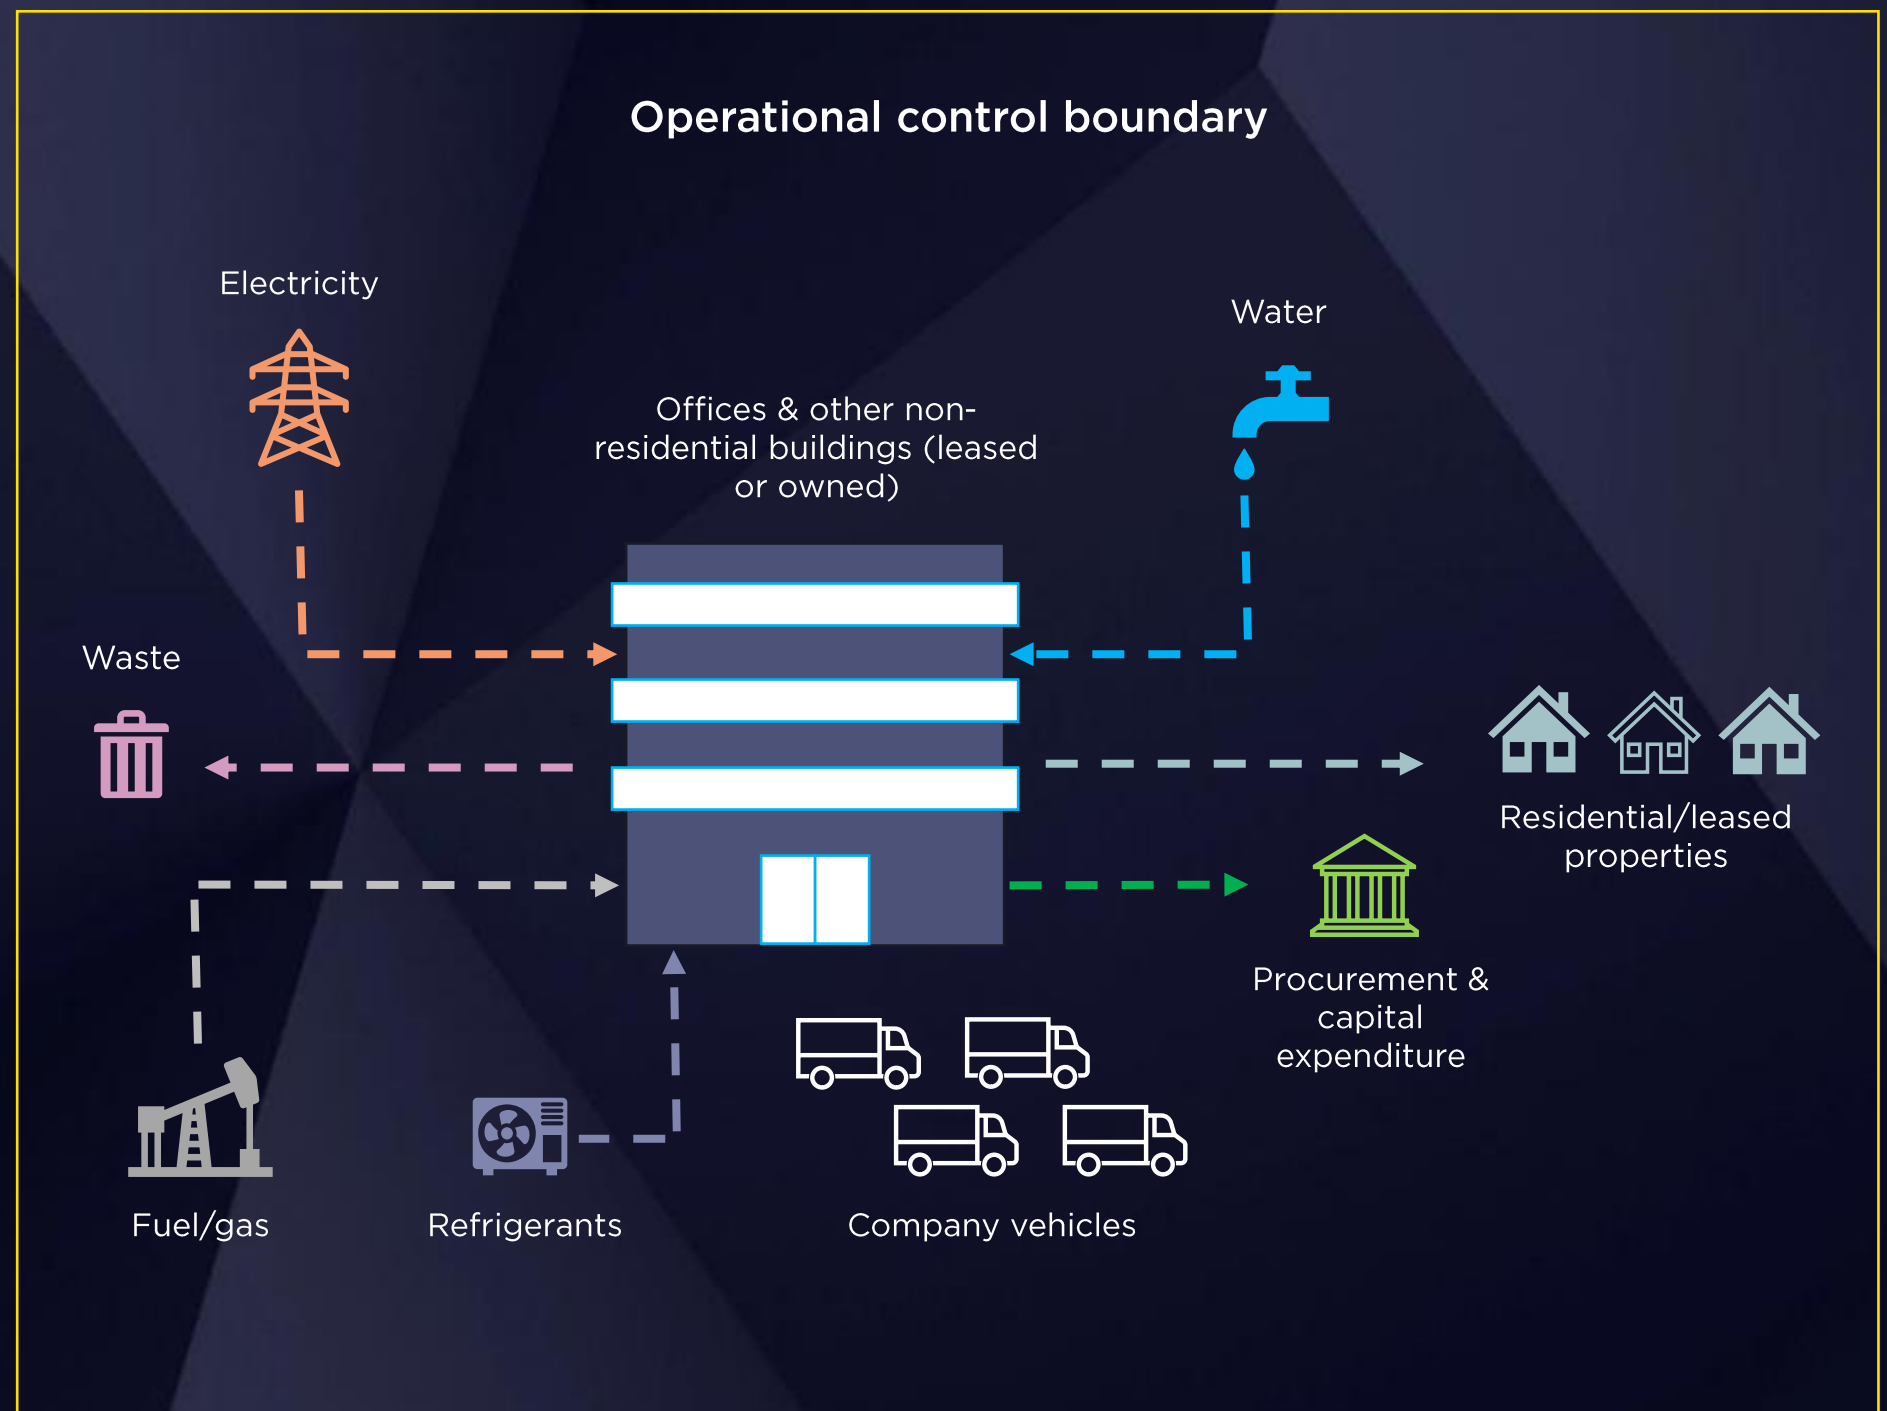 Operational control boundary
Electricity
Water
Offices & other non-
residential buildings (leased
or owned)
Waste
Residential/leased
properties
Procurement &
capital
expenditure
Fuel/gas
Refrigerants
Company vehicles